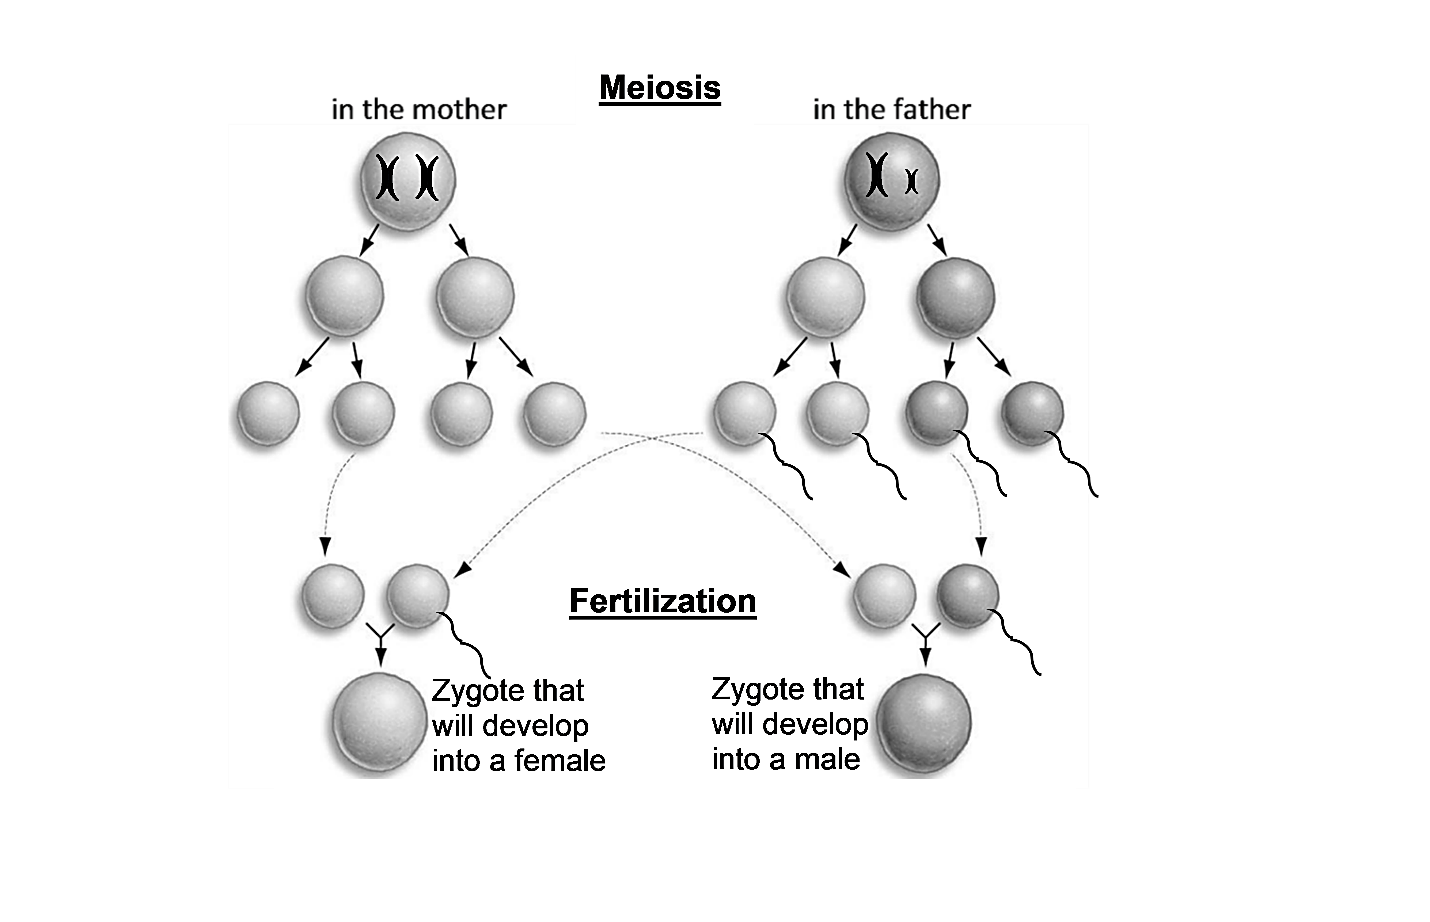 Meiosis
in the mother
in the father
Fertilization
Zygote that
will develop
into a female
Zygote that
will develop
into a male